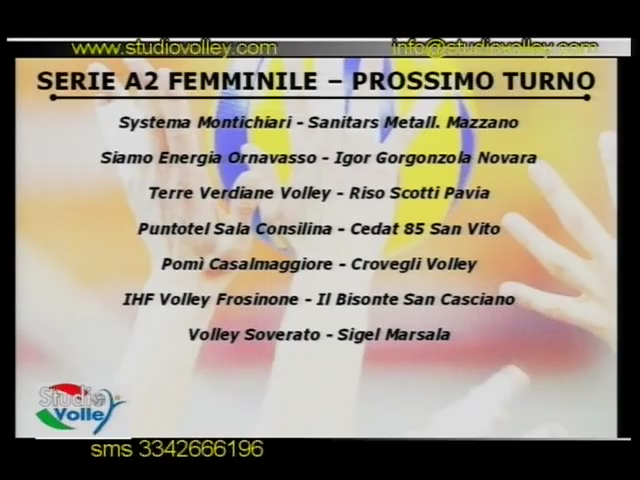 www.studiovolley.com info@studiovolley.com
SERIE A2 FEMMINILE – PROSSIMO TURNO
Systema Montichiari - Sanitars Metall. Mazzano
Siamo Energia Ornavasso - Igor Gorgonzola Novara
Terre Verdiane Volley - Riso Scotti Pavia
Puntotel Sala Consilina - Cedat 85 San Vito
Pomì Casalmaggiore - Crovegli Volley
IHF Volley Frosinone - Il Bisonte San Casciano
Volley Soverato - Sigel Marsala
Studio
Volley
sms 3342666196